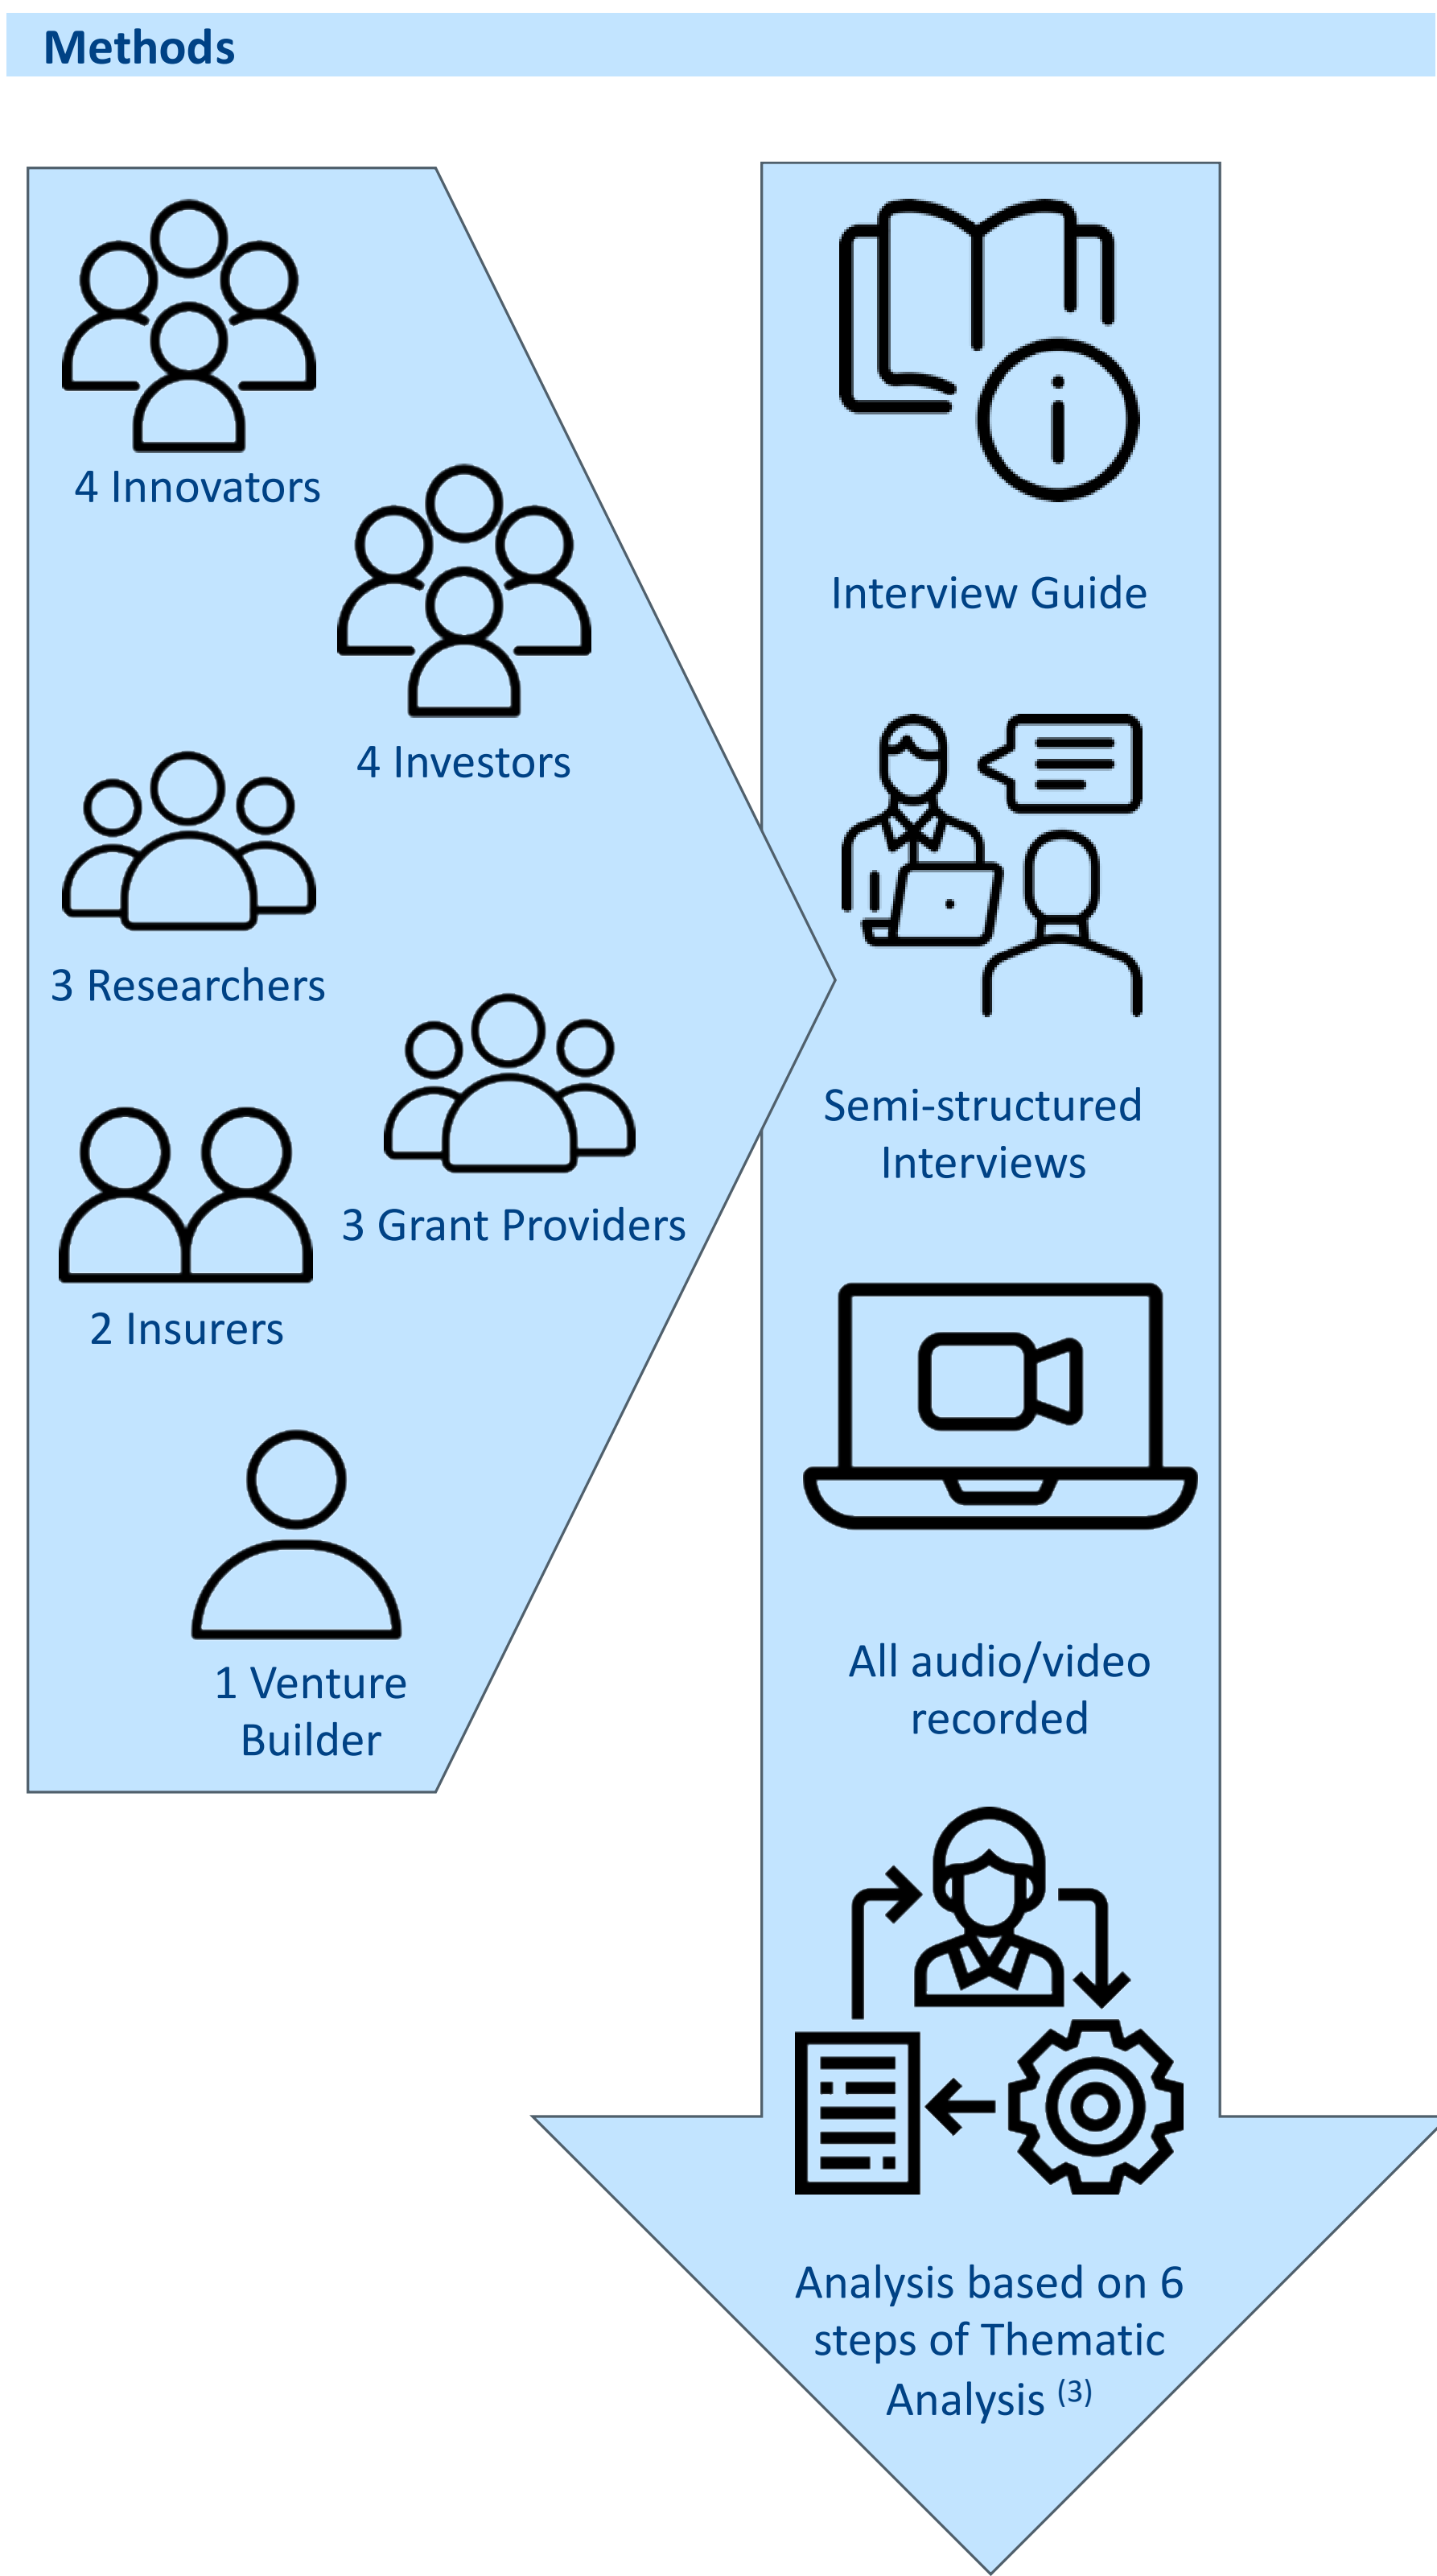 Methods
4 Innovators
4 Investors
3 Researchers
3 Grant Providers
2 Insurers
1 Venture
Builder
Interview Guide
Semi-structured
Interviews
All audio/video
recorded
Analysis based on 6
steps of Thematic
Analysis (3)